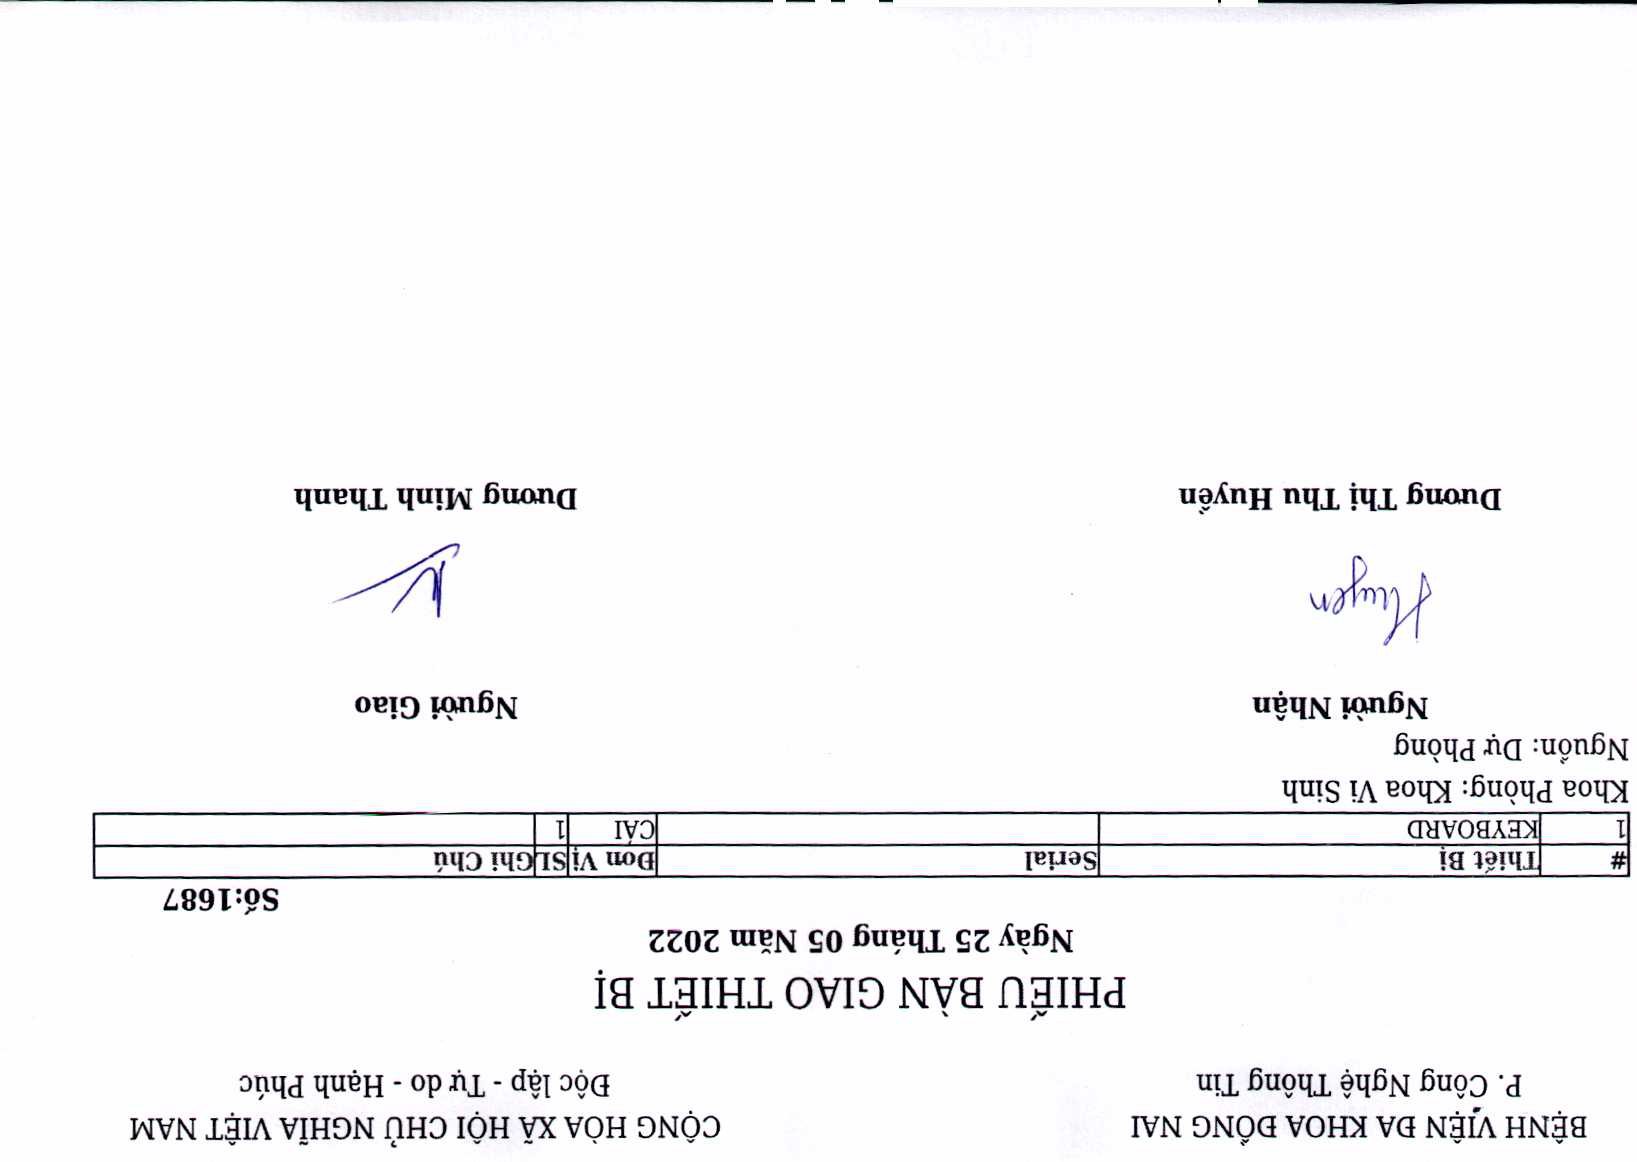 BỆNH VIỆN ĐA KHOA ĐỒNG NAI
P. Công Nghệ Thông Tin
CỘNG HÒA XÃ HỘI CHỦ NGHĨA VIỆT NAM
Độc lập - Tự do - Hạnh Phúc
PHIẾU BÀN GIAO THIẾT BỊ
Ngày 25 Tháng 05 Năm 2022
Số:1687
# Thiết Bị Serial Đơn Vị SL Ghi Chú
1 KEYBOARD CÁI 1
Khoa Phòng: Khoa Vi Sinh
Nguồn: Dự Phòng
Người Nhận
Huyen
Dương Thị Thu Huyền
Người Giao
Dương Minh Thanh